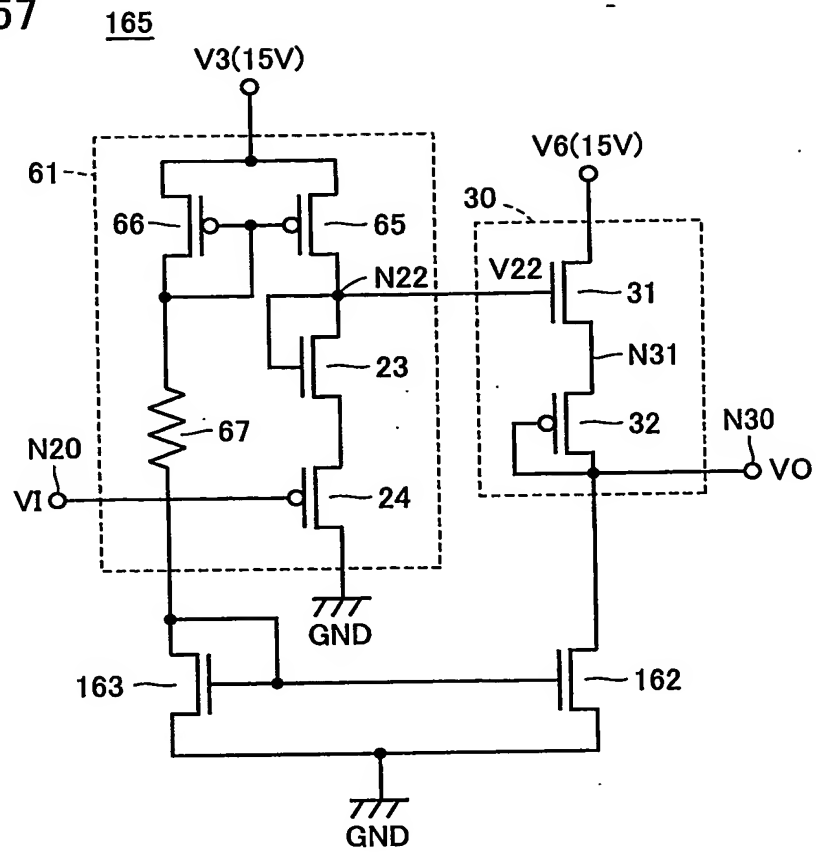 57
165
V3(15V)
V6(15V)
61
30
66
65
N22
V22
31
23
N31
67
32
N30
N20
VI
24
VO
GND
163
162
GND